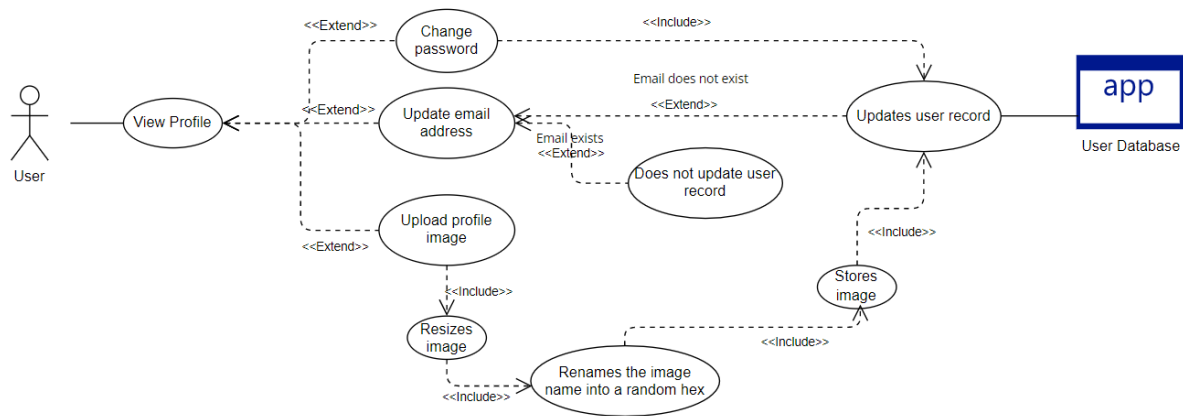 <<Extend>>
Change
password
<<Include>>
app
User Database
Email does not exist
<<Extend>>
Updates user record
User
View Profile
<<Extend>>
Update email
address
Email exists
<<Extend>>
Does not update user
record
Upload profile
image
<<Extend>>
<<Include>>
Stores
image
<<Include>>
Resizes
image
<<Include>>
Renames the image
name into a random hex
<<Include>>